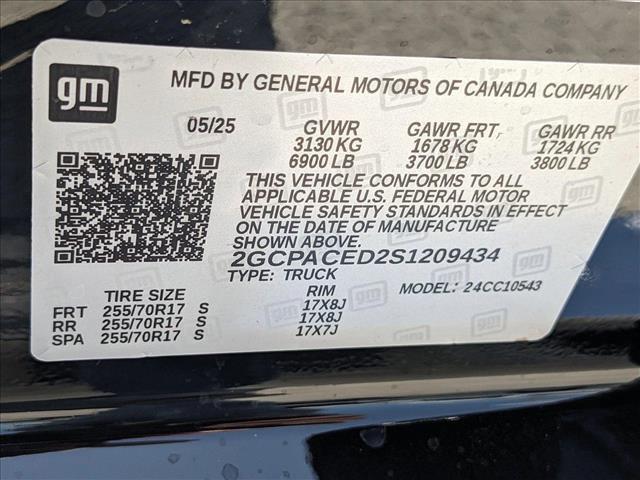 gm
MFD BY GENERAL MOTORS OF CANADA COMPANY
05/25 GVWR GAWR FRT GAWR RR
3130 KG 1678 KG 1724 KG
6900 LB 3700 LB 3800 LB
THIS VEHICLE CONFORMS TO ALL
APPLICABLE U.S. FEDERAL MOTOR
VEHICLE SAFETY STANDARDS IN EFFECT
ON THE DATE OF MANUFACTURE
SHOWN ABOVE.
2GCPACED2S1209434
TYPE: TRUCK MODEL: 24CC10543
TIRE SIZE RIM
FRT 255/70R17 S 17X8J
RR 255/70R17 S 17X8J
SPA 255/70R17 S 17X7J